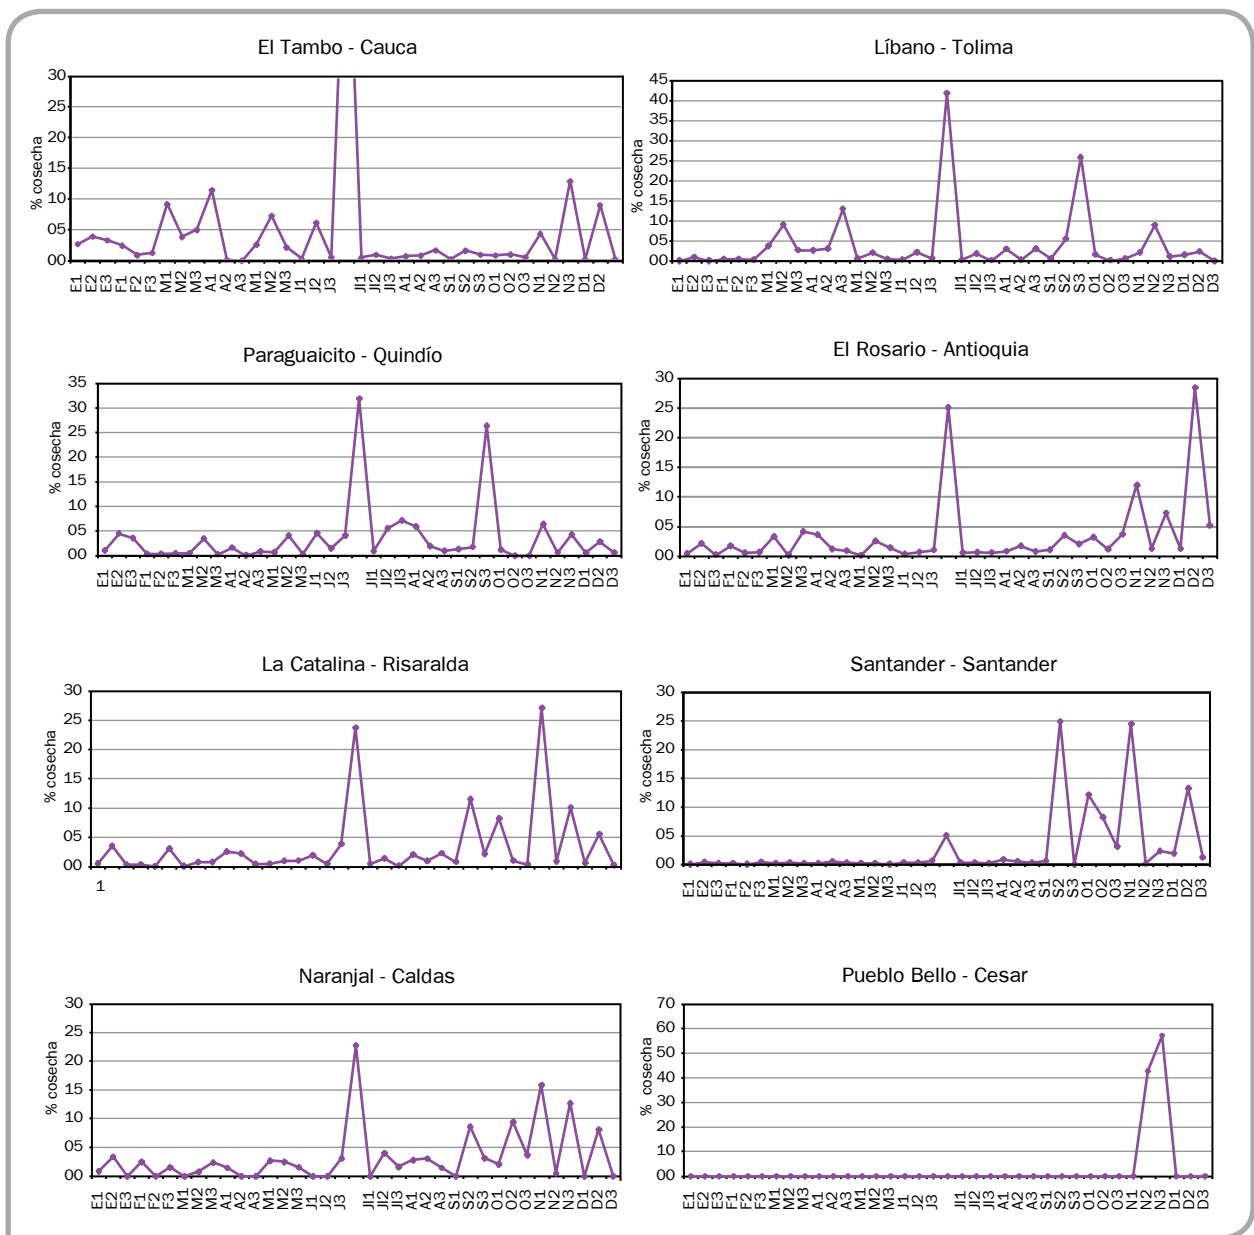 El Tambo - Cauca
% cosecha
30
25
20
15
10
05
00
E1 E2 E3 F1 F2 F3 M1 M2 M3 A1 A2 A3 M1 M2 M3 J1 J2 J3 Jl1 Jl2 Jl3 A1 A2 A3 S1 S2 S3 O1 O2 O3 N1 N2 N3 D1 D2
Líbano - Tolima
% cosecha
45
40
35
30
25
20
15
10
05
00
E1 E2 E3 F1 F2 F3 M1 M2 M3 A1 A2 A3 M1 M2 M3 J1 J2 J3 Jl1 Jl2 Jl3 A1 A2 A3 S1 S2 S3 O1 O2 O3 N1 N2 N3 D1 D2 D3
Paraguaicito - Quindío
% cosecha
35
30
25
20
15
10
05
00
E1 E2 E3 F1 F2 F3 M1 M2 M3 A1 A2 A3 M1 M2 M3 J1 J2 J3 Jl1 Jl2 Jl3 A1 A2 A3 S1 S2 S3 O1 O2 O3 N1 N2 N3 D1 D2 D3
El Rosario - Antioquia
% cosecha
30
25
20
15
10
05
00
E1 E2 E3 F1 F2 F3 M1 M2 M3 A1 A2 A3 M1 M2 M3 J1 J2 J3 Jl1 Jl2 Jl3 A1 A2 A3 S1 S2 S3 O1 O2 O3 N1 N2 N3 D1 D2 D3
La Catalina - Risaralda
% cosecha
30
25
20
15
10
05
00
1
Santander - Santander
% cosecha
30
25
20
15
10
05
00
E1 E2 E3 F1 F2 F3 M1 M2 M3 A1 A2 A3 M1 M2 M3 J1 J2 J3 Jl1 Jl2 Jl3 A1 A2 A3 S1 S2 S3 O1 O2 O3 N1 N2 N3 D1 D2 D3
Naranjal - Caldas
% cosecha
30
25
20
15
10
05
00
E1 E2 E3 F1 F2 F3 M1 M2 M3 A1 A2 A3 M1 M2 M3 J1 J2 J3 Jl1 Jl2 Jl3 A1 A2 A3 S1 S2 S3 O1 O2 O3 N1 N2 N3 D1 D2 D3
Pueblo Bello - Cesar
% cosecha
70
60
50
40
30
20
10
00
E1 E2 E3 F1 F2 F3 M1 M2 M3 A1 A2 A3 M1 M2 M3 J1 J2 J3 Jl1 Jl2 Jl3 A1 A2 A3 S1 S2 S3 O1 O2 O3 N1 N2 N3 D1 D2 D3